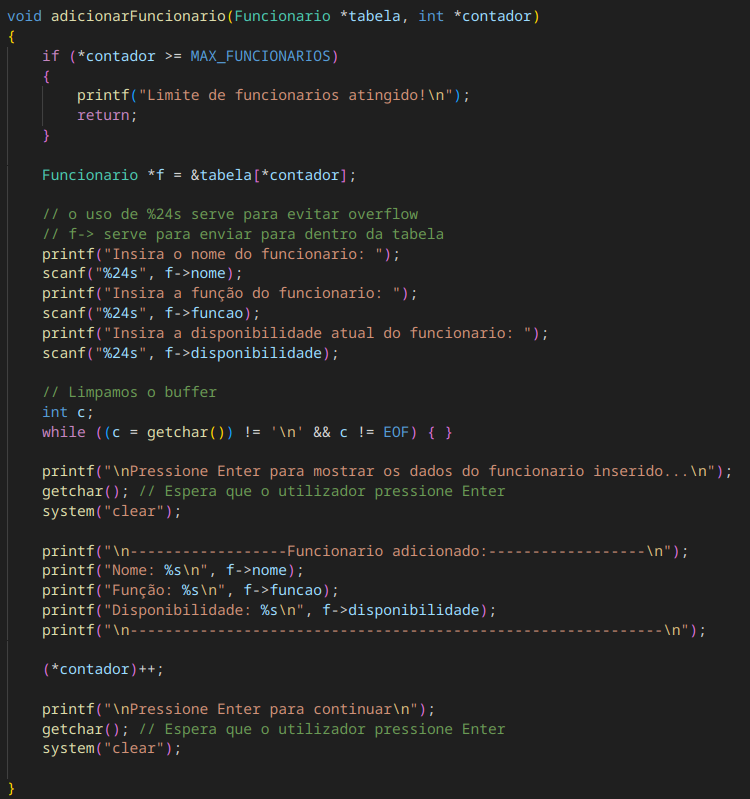 void adicionarFuncionario(Funcionario *tabela, int *contador)
{
    if (*contador >= MAX_FUNCIONARIOS)
    {
        printf("Limite de funcionarios atingido!\n");
        return;
    }

    Funcionario *f = &tabela[*contador];

    // o uso de %24s serve para evitar overflow
    // f-> serve para enviar para dentro da tabela
    printf("Insira o nome do funcionario: ");
    scanf("%24s", f->nome);
    printf("Insira a função do funcionario: ");
    scanf("%24s", f->funcao);
    printf("Insira a disponibilidade atual do funcionario: ");
    scanf("%24s", f->disponibilidade);

    // Limpamos o buffer
    int c;
    while ((c = getchar()) != '\n' && c != EOF) { }

    printf("\nPressione Enter para mostrar os dados do funcionario inserido...\n");
    getchar(); // Espera que o utilizador pressione Enter
    system("clear");

    printf("\n------------------Funcionario adicionado:------------------\n");
    printf("Nome: %s\n", f->nome);
    printf("Função: %s\n", f->funcao);
    printf("Disponibilidade: %s\n", f->disponibilidade);
    printf("\n-------------------------------------------------------------\n");

    (*contador)++;

    printf("\nPressione Enter para continuar\n");
    getchar(); // Espera que o utilizador pressione Enter
    system("clear");

}